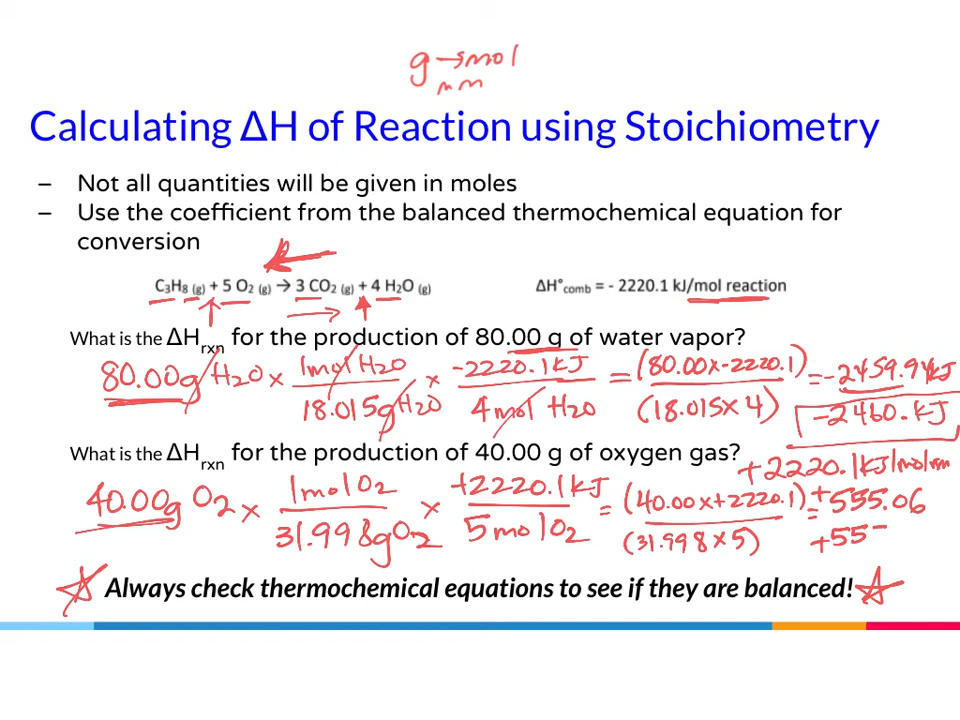 g → mol
mm
Calculating ΔH of Reaction using Stoichiometry
– Not all quantities will be given in moles
– Use the coefficient from the balanced thermochemical equation for
conversion
C₃H₈ (g) + 5 O₂ (g) → 3 CO₂ (g) + 4 H₂O (g) ΔH°comb = - 2220.1 kJ/mol reaction
What is the ΔHrxn for the production of 80.00 g of water vapor?
80.00g H₂O × 1mol H₂O / 18.015g H₂O × -2220.1KJ / 4mol H₂O = (80.00x-2220.1) / (18.015×4) = -2459.94KJ
-2460.KJ
What is the ΔHrxn for the production of 40.00 g of oxygen gas?
+2220.1KJ/mol rxn
40.00g O₂ × 1mol O₂ / 31.998g O₂ × +2220.1KJ / 5mol O₂ = (40.00x+2220.1) / (31.998×5) = +555.06
+55
Always check thermochemical equations to see if they are balanced!